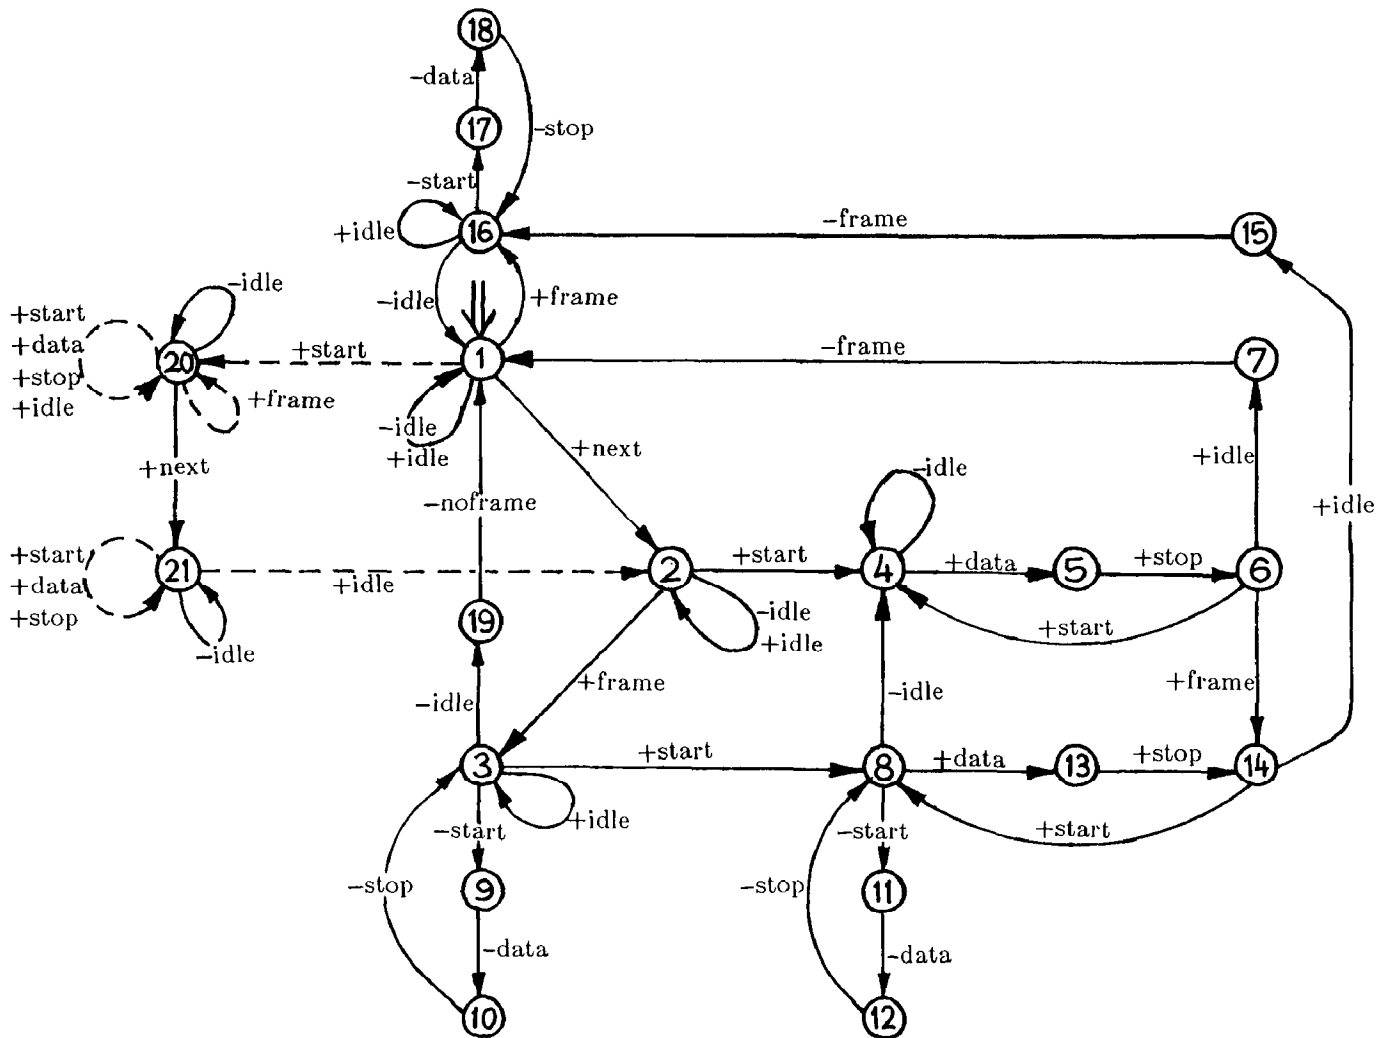 18
-data
17
-stop
-start
+idle
16
-frame
15
-idle
+start
+data
+stop
+idle
20
+start
-idle
+frame
1
-frame
7
+frame
-idle
+idle
+next
+next
-noframe
-idle
+idle
+idle
+start
+data
+stop
21
+idle
2
+start
4
+data
5
+stop
6
-idle
19
-idle
+idle
+start
+frame
-idle
-idle
+frame
3
+start
8
+data
13
+stop
14
-start
+idle
-start
+start
-stop
9
-stop
11
-data
-data
10
12